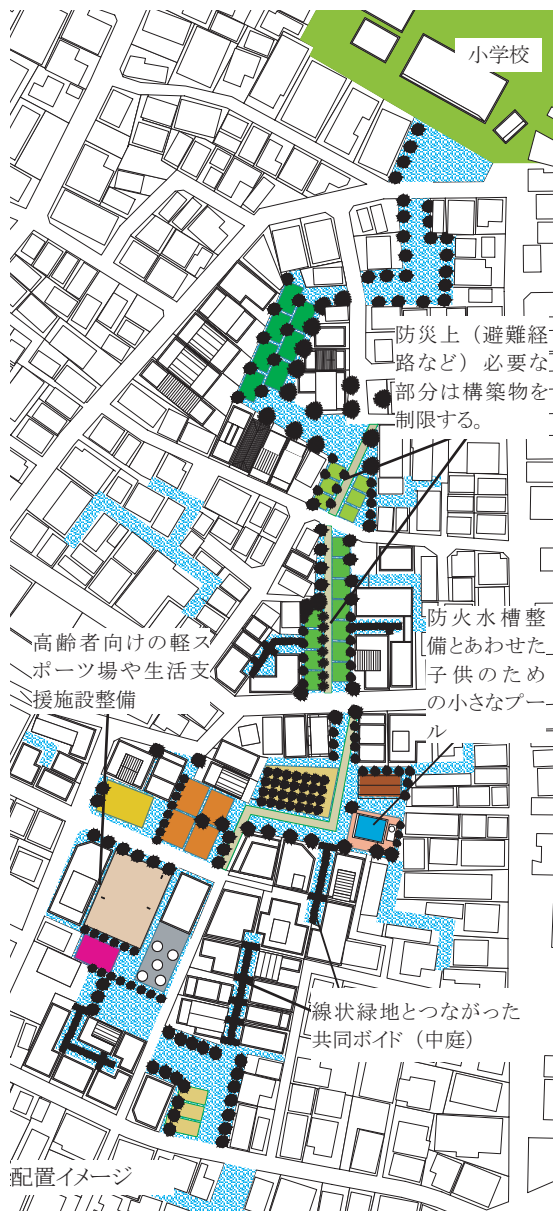 小学校
防災上（避難経
路など）必要な
部分は構築物を
制限する。
高齢者向けの軽ス
ポーツ場や生活支
援施設整備
防火水槽整
備とあわせた
子供のため
の小さなプー
ル
線状緑地とつながった
共同ボイド（中庭）
配置イメージ